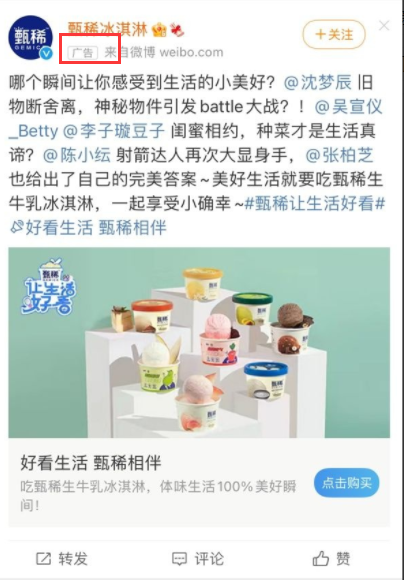 甄稀
GEMICE
甄稀冰淇淋
+关注
广告 来自微博 weibo.com
哪个瞬间让你感受到生活的小美好？@沈梦辰 旧
物断舍离，神秘物件引发battle大战？！@吴宣仪
_Betty @李子璇豆子 闺蜜相约，种菜才是生活真
谛？@陈小纭 射箭达人再次大显身手，@张柏芝
也给出了自己的完美答案~美好生活就要吃甄稀生
牛乳冰淇淋，一起享受小确幸~#甄稀让生活好看#
好看生活 甄稀相伴
甄稀
让生活
好看
好看生活 甄稀相伴
吃甄稀生牛乳冰淇淋，体味生活100%美好瞬
间！
点击购买
转发 评论 赞